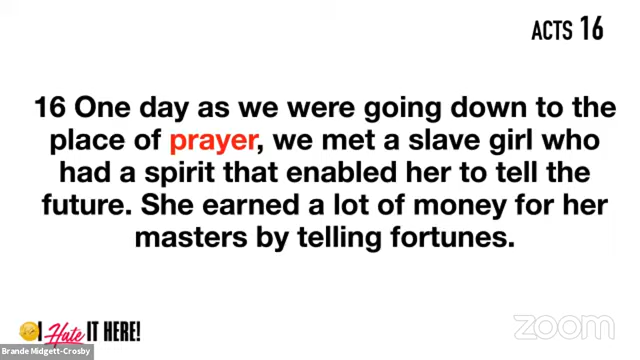 ACTS 16
16 One day as we were going down to the
place of prayer, we met a slave girl who
had a spirit that enabled her to tell the
future. She earned a lot of money for her
masters by telling fortunes.
I Hate IT HERE!
zoom
Brande Midgett-Crosby